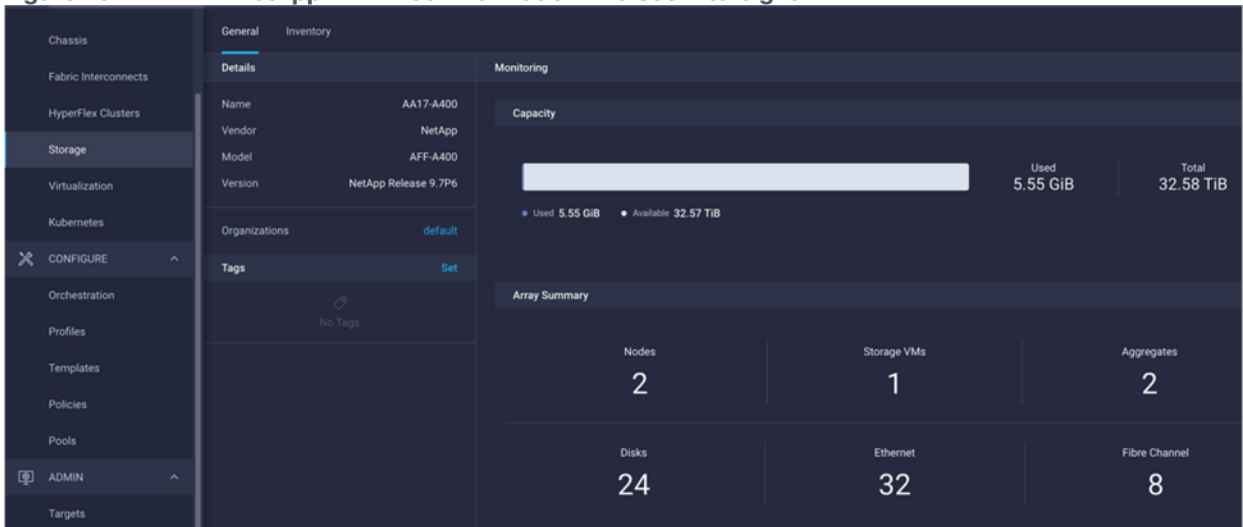 Chassis
Fabric Interconnects
HyperFlex Clusters
Storage
Virtualization
Kubernetes
CONFIGURE
Orchestration
Profiles
Templates
Policies
Pools
ADMIN
Targets
General Inventory
Details
Name AA17-A400
Vendor NetApp
Model AFF-A400
Version NetApp Release 9.7P6
Organizations default
Tags Set
No Tags
Monitoring
Capacity
Used Total
5.55 GiB 32.58 TiB
Used 5.55 GiB Available 32.57 TiB
Array Summary
Nodes Storage VMs Aggregates
2 1 2
Disks Ethernet Fibre Channel
24 32 8